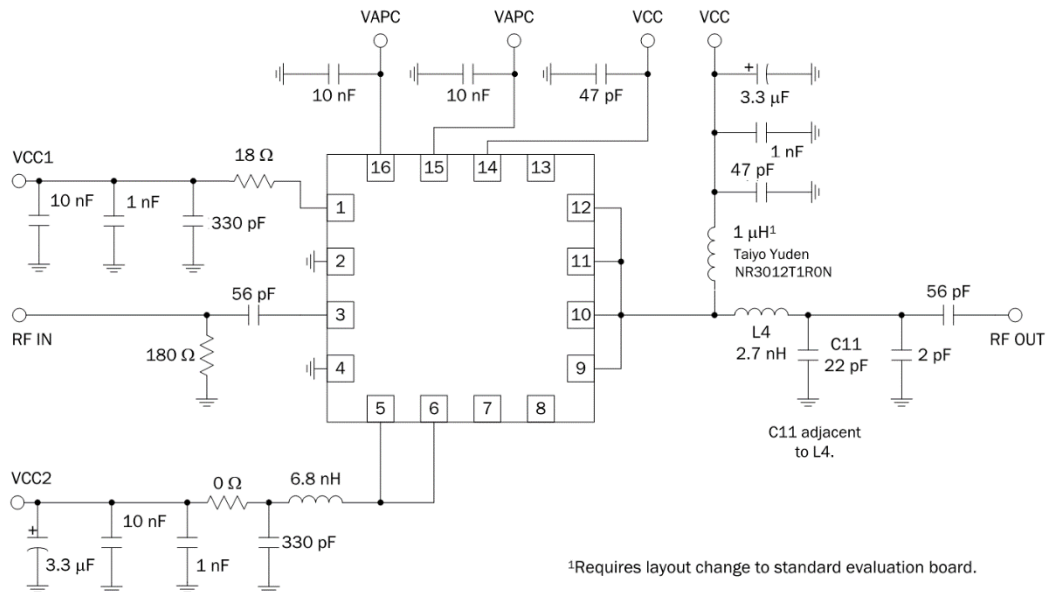 VAPC
VAPC
VCC
VCC
10 nF
10 nF
47 pF
+
3.3 µF
1 nF
47 pF
VCC1
18 Ω
10 nF
1 nF
330 pF
16
15
14
13
1
2
3
4
12
11
10
9
5
6
7
8
1 µH¹
Taiyo Yuden
NR3012T1R0N
RF IN
56 pF
180 Ω
L4
2.7 nH
C11
22 pF
2 pF
56 pF
RF OUT
C11 adjacent
to L4.
VCC2
0 Ω
6.8 nH
+
3.3 µF
10 nF
1 nF
330 pF
¹Requires layout change to standard evaluation board.